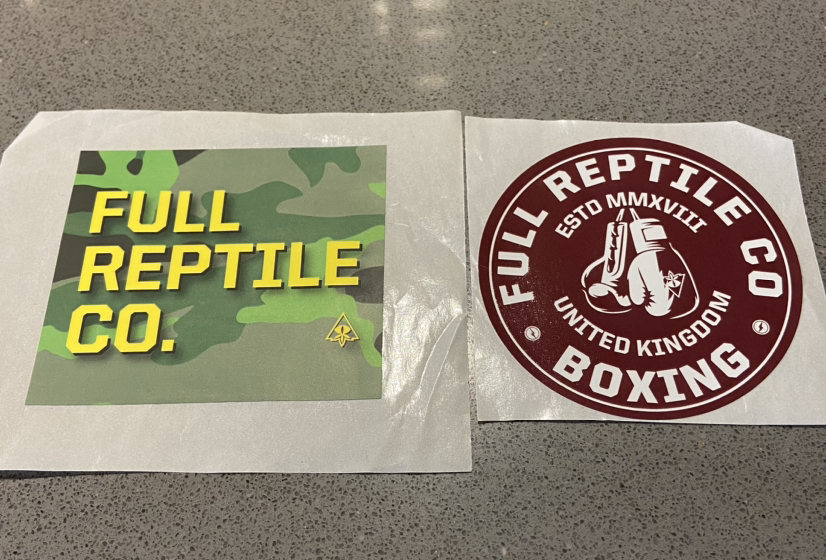 FULL
REPTILE
CO.
FULL REPTILE CO
ESTD MMXVIII
UNITED KINGDOM
BOXING